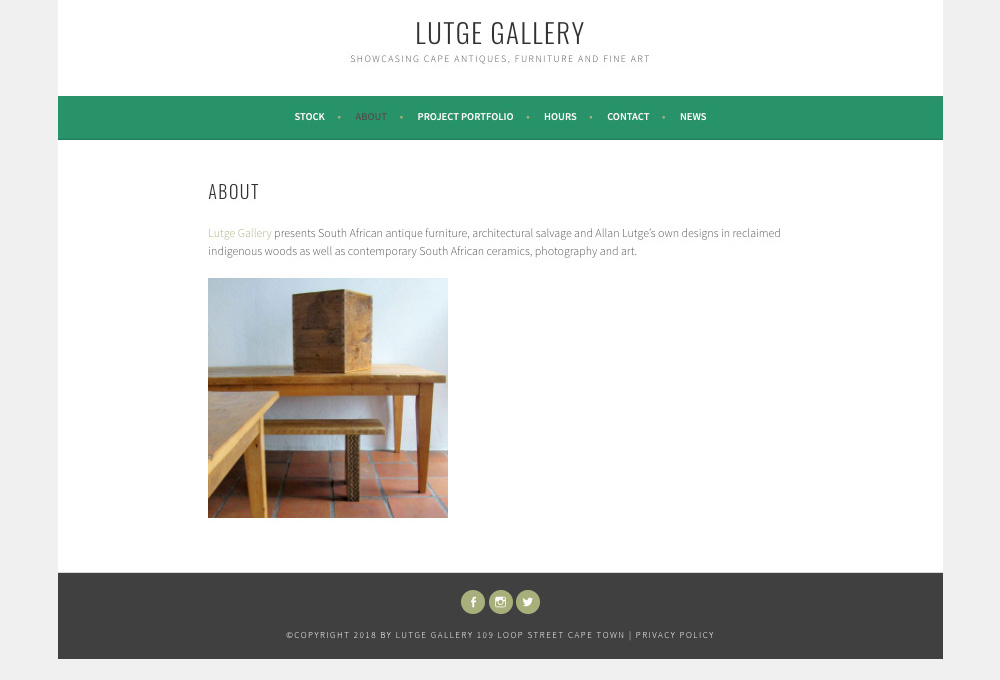 LUTGE GALLERY
SHOWCASING CAPE ANTIQUES, FURNITURE AND FINE ART
STOCK • ABOUT • PROJECT PORTFOLIO • HOURS • CONTACT • NEWS
ABOUT
Lutge Gallery presents South African antique furniture, architectural salvage and Allan Lutge’s own designs in reclaimed
indigenous woods as well as contemporary South African ceramics, photography and art.
©COPYRIGHT 2018 BY LUTGE GALLERY 109 LOOP STREET CAPE TOWN | PRIVACY POLICY